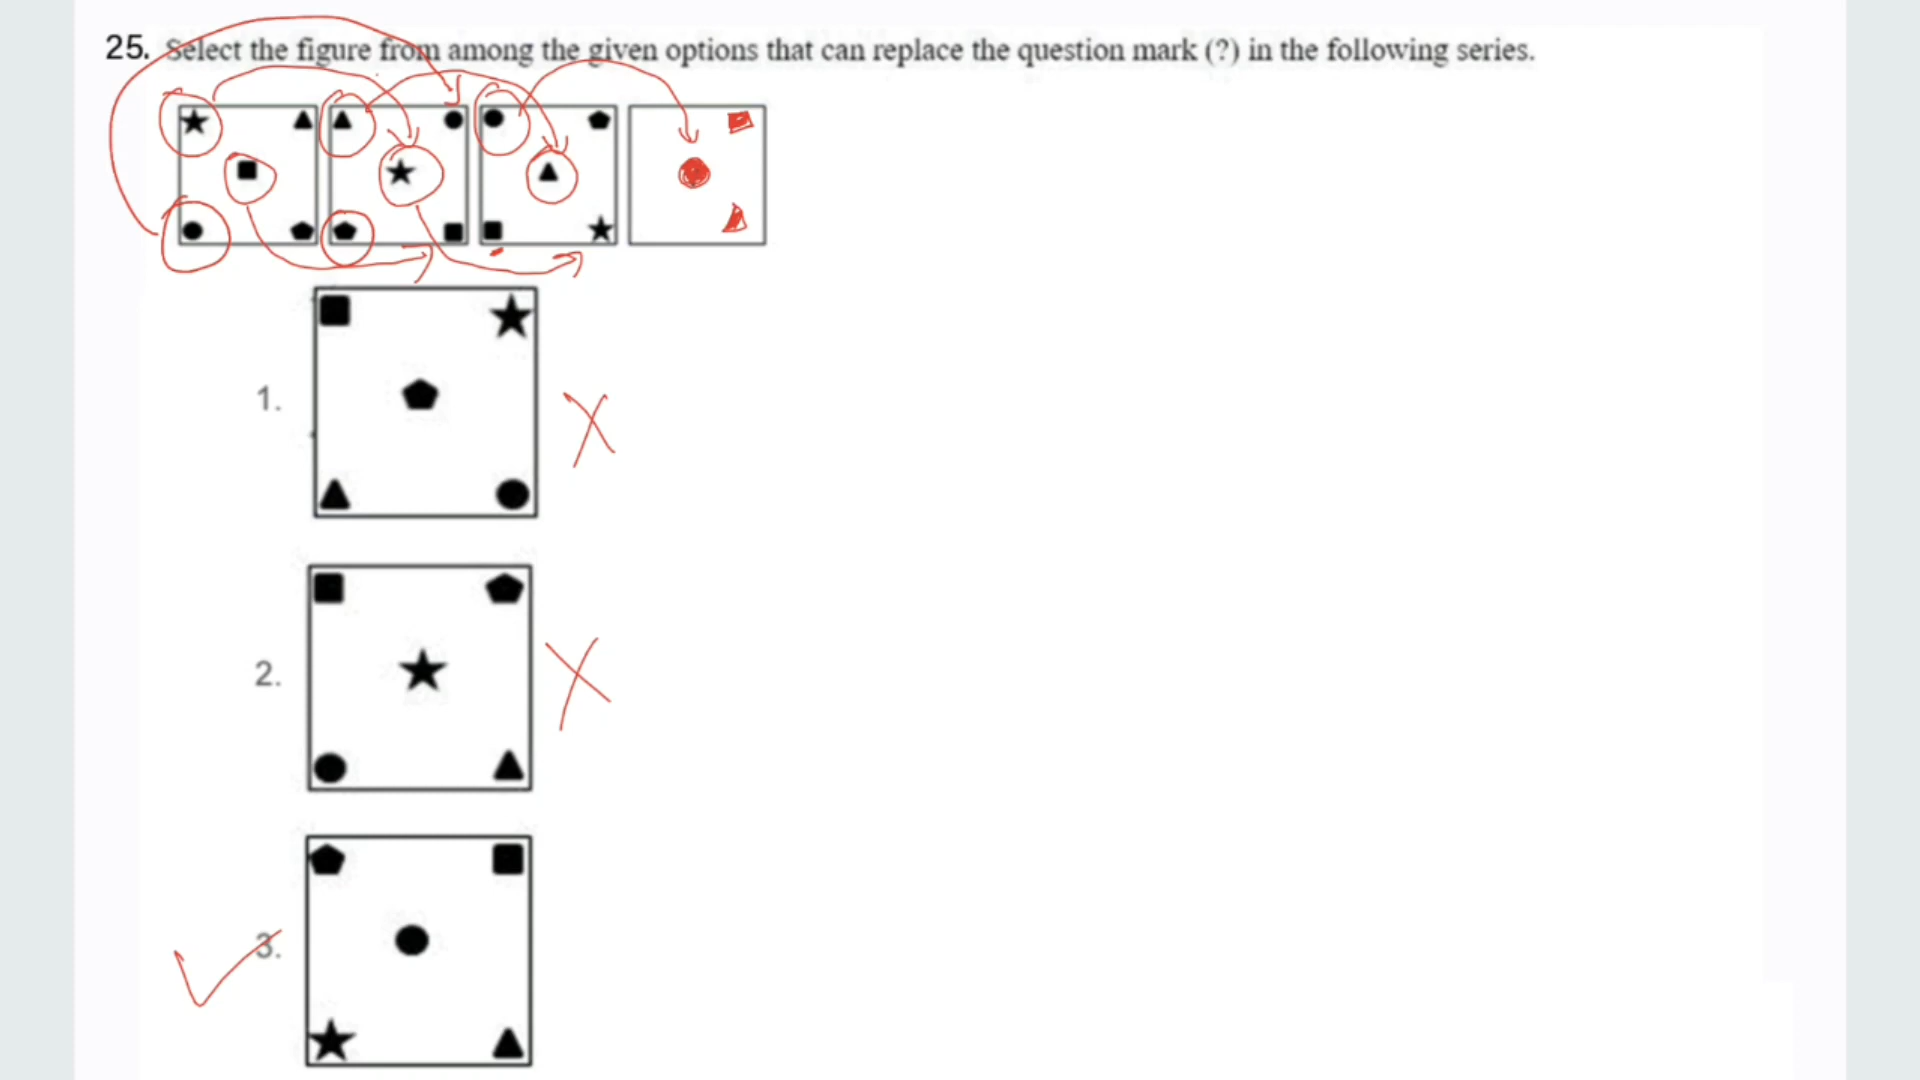 25. Select the figure from among the given options that can replace the question mark (?) in the following series.
1.
2.
3.